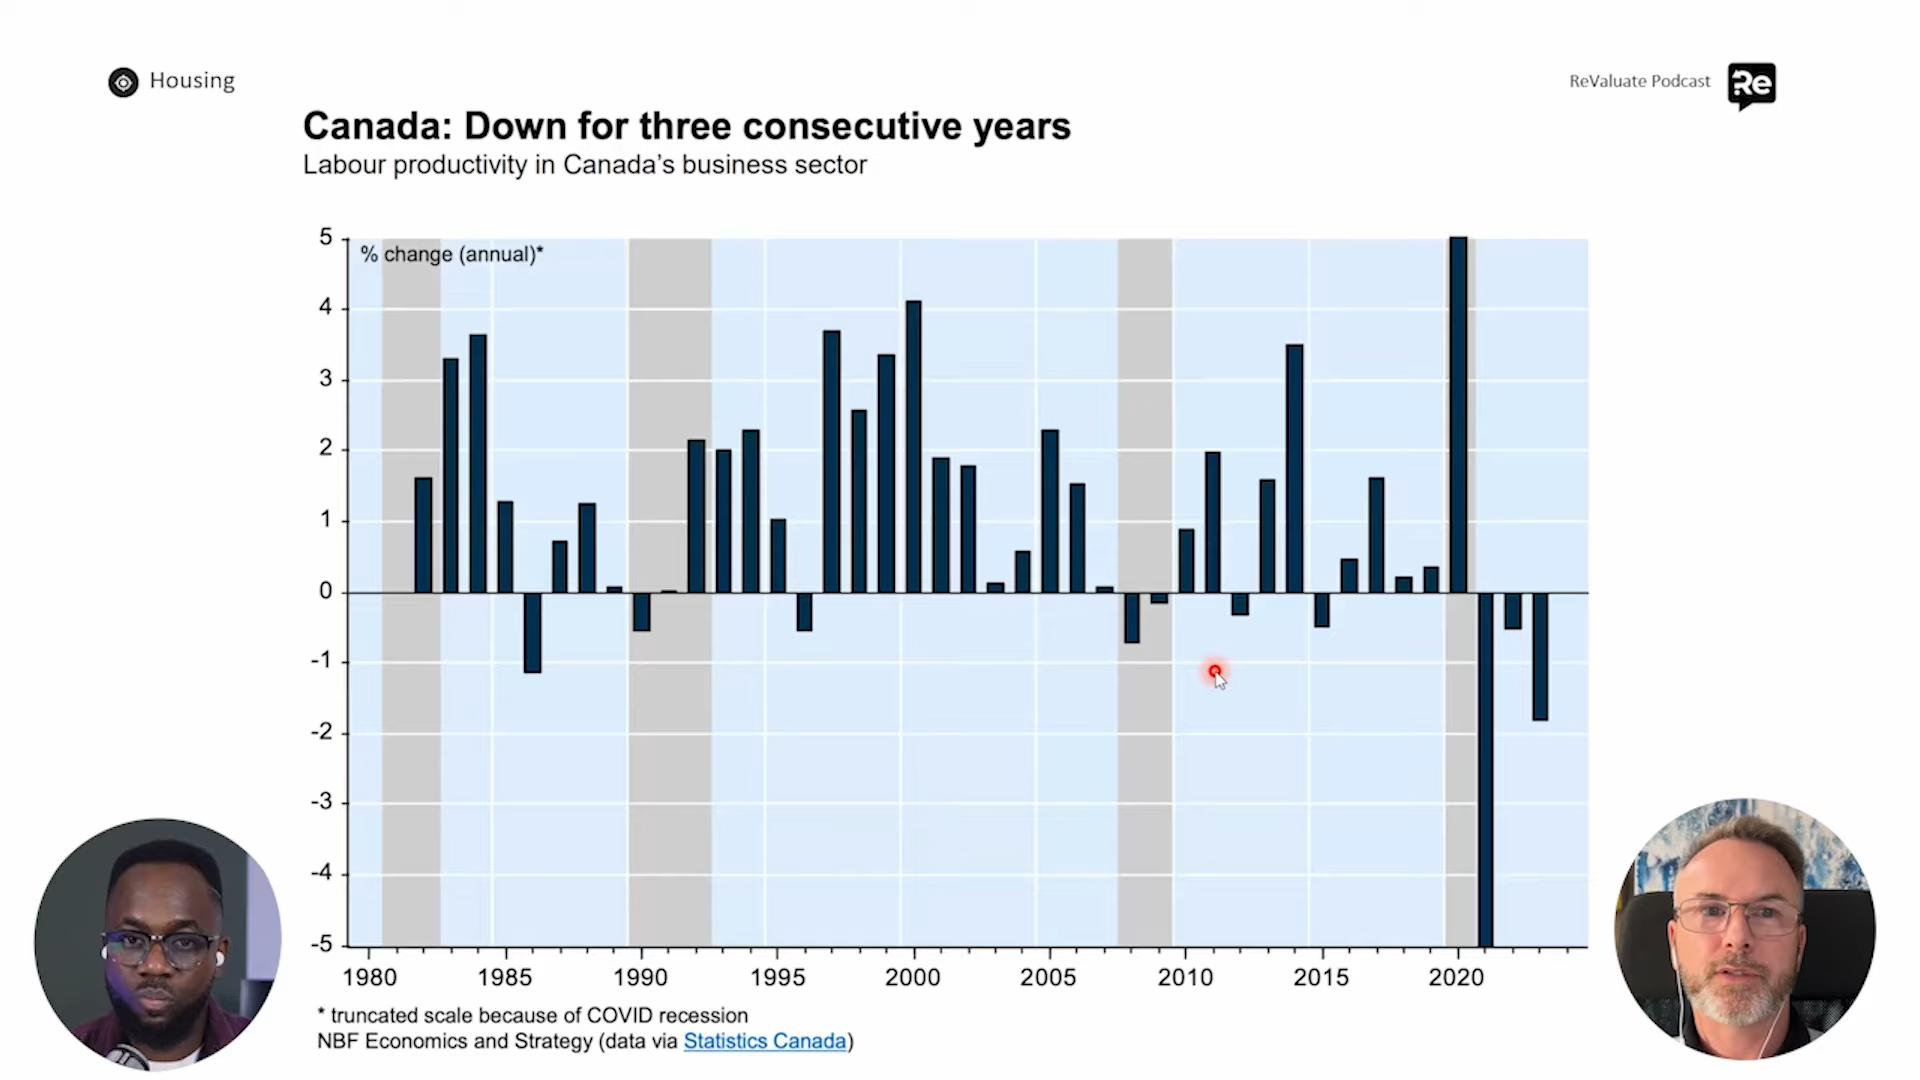 Housing
ReValuate Podcast
Re
Canada: Down for three consecutive years
Labour productivity in Canada's business sector
% change (annual)*
5
4
3
2
1
0
-1
-2
-3
-4
-5
1980 1985 1990 1995 2000 2005 2010 2015 2020
* truncated scale because of COVID recession
NBF Economics and Strategy (data via Statistics Canada)